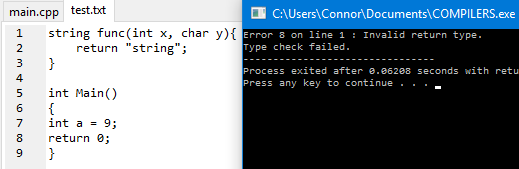 main.cpp test.txt
1 string func(int x, char y){
2 return "string";
3 }
4
5 int Main()
6 {
7 int a = 9;
8 return 0;
9 }
C:\Users\Connor\Documents\COMPILERS.exe
Error 8 on line 1 : Invalid return type.
Type check failed.
--------------------------------
Process exited after 0.06208 seconds with retu
Press any key to continue . . .